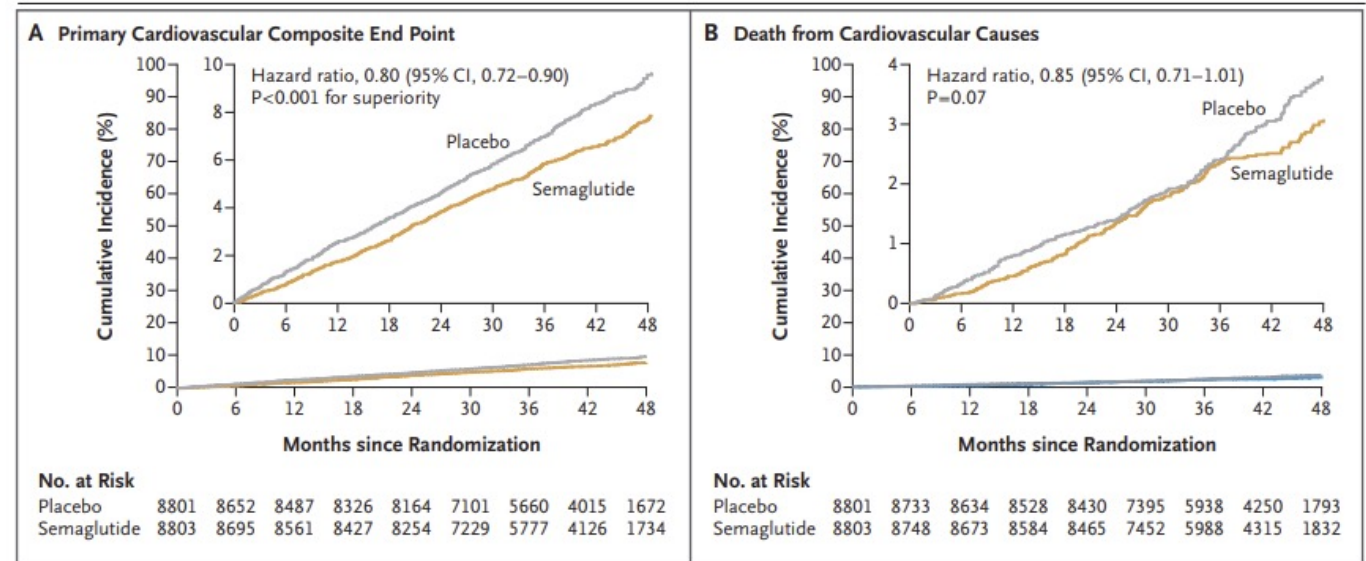 A Primary Cardiovascular Composite End Point
Cumulative Incidence (%)
100
90
80
70
60
50
40
30
20
10
0
10
8
6
4
2
0
Hazard ratio, 0.80 (95% CI, 0.72–0.90)
P<0.001 for superiority
Placebo
Semaglutide
0 6 12 18 24 30 36 42 48
0 6 12 18 24 30 36 42 48
Months since Randomization
No. at Risk
Placebo 8801 8652 8487 8326 8164 7101 5660 4015 1672
Semaglutide 8803 8695 8561 8427 8254 7229 5777 4126 1734
B Death from Cardiovascular Causes
Cumulative Incidence (%)
100
90
80
70
60
50
40
30
20
10
0
4
3
2
1
0
Hazard ratio, 0.85 (95% CI, 0.71–1.01)
P=0.07
Placebo
Semaglutide
0 6 12 18 24 30 36 42 48
0 6 12 18 24 30 36 42 48
Months since Randomization
No. at Risk
Placebo 8801 8733 8634 8528 8430 7395 5938 4250 1793
Semaglutide 8803 8748 8673 8584 8465 7452 5988 4315 1832